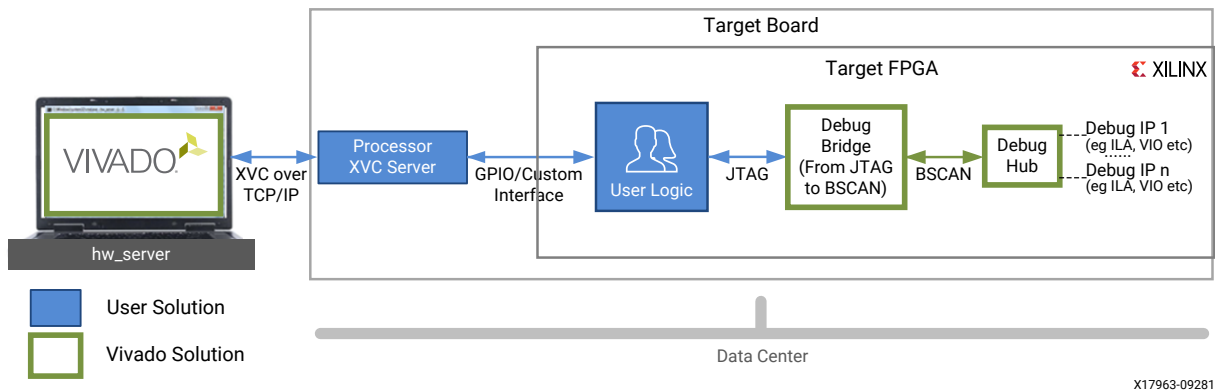 Target Board
Target FPGA
XILINX
VIVADO
Processor
XVC Server
User Logic
Debug
Bridge
(From JTAG
to BSCAN)
Debug
Hub
Debug IP 1
(eg ILA, VIO etc)
Debug IP n
(eg ILA, VIO etc)
XVC over
TCP/IP
GPIO/Custom
Interface
JTAG
BSCAN
hw_server
User Solution
Vivado Solution
Data Center
X17963-09281